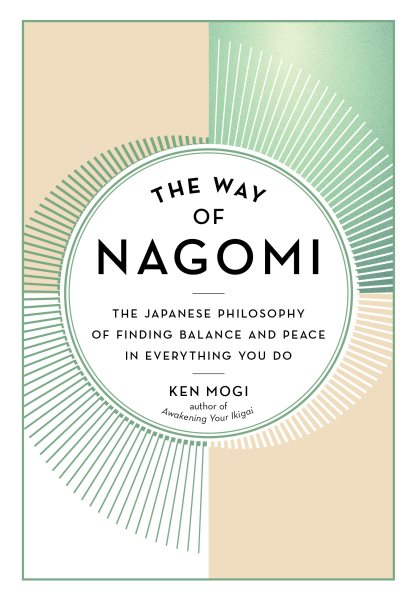 THE WAY
OF
NAGOMI
THE JAPANESE PHILOSOPHY
OF FINDING BALANCE AND PEACE
IN EVERYTHING YOU DO
KEN MOGI
author of
Awakening Your Ikigai